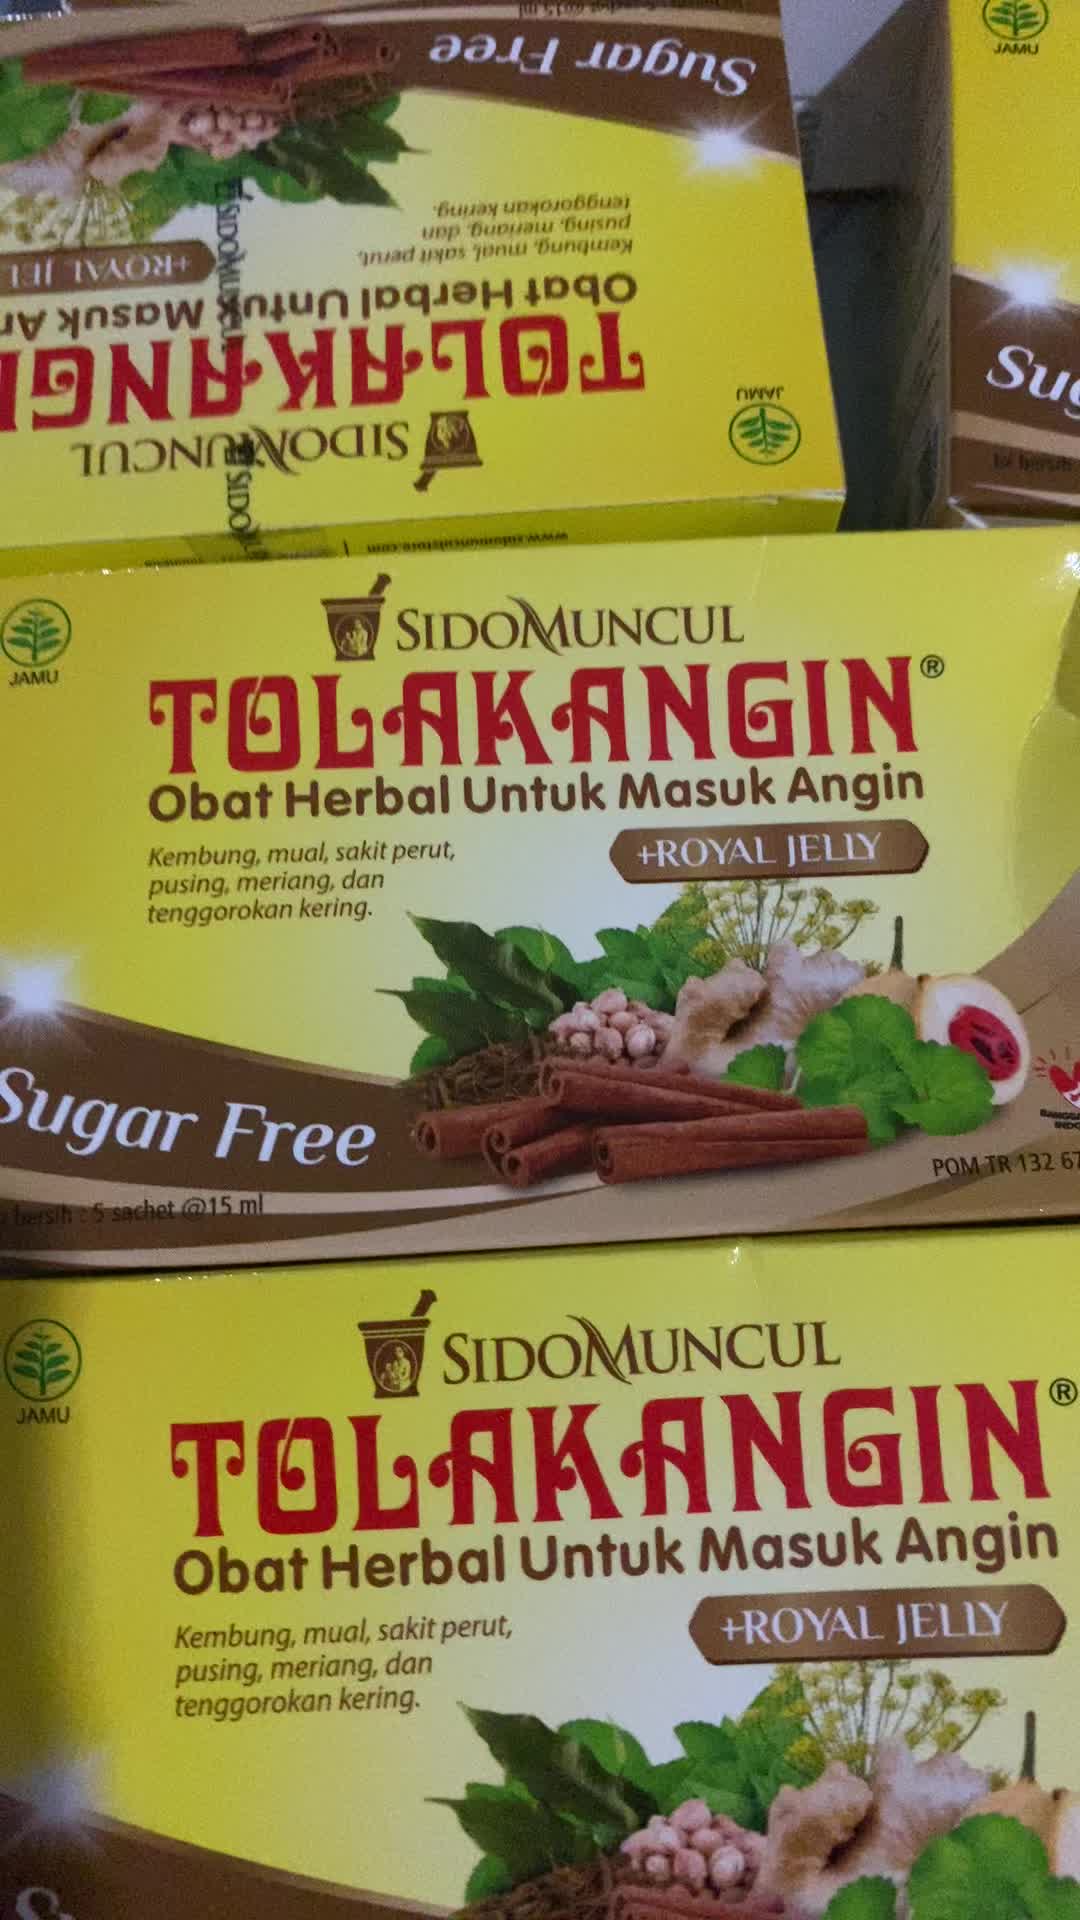 Sugar Free
Kembung, mual, sakit perut,
pusing, meriang, dan
tenggorokan kering.
Obat Herbal Untuk Masuk
TOLAKANGI
SIDOMUNCUL
JAMU
JAMU
JAMU
SIDOMUNCUL
TOLAKANGIN®
Obat Herbal Untuk Masuk Angin
Kembung, mual, sakit perut,
pusing, meriang, dan
tenggorokan kering.
+ROYAL JELLY
Sugar Free
bersih : 5 sachet @15 ml
POM TR 132 67
JAMU
SIDOMUNCUL
TOLAKANGIN®
Obat Herbal Untuk Masuk Angin
Kembung, mual, sakit perut,
pusing, meriang, dan
tenggorokan kering.
+ROYAL JELLY